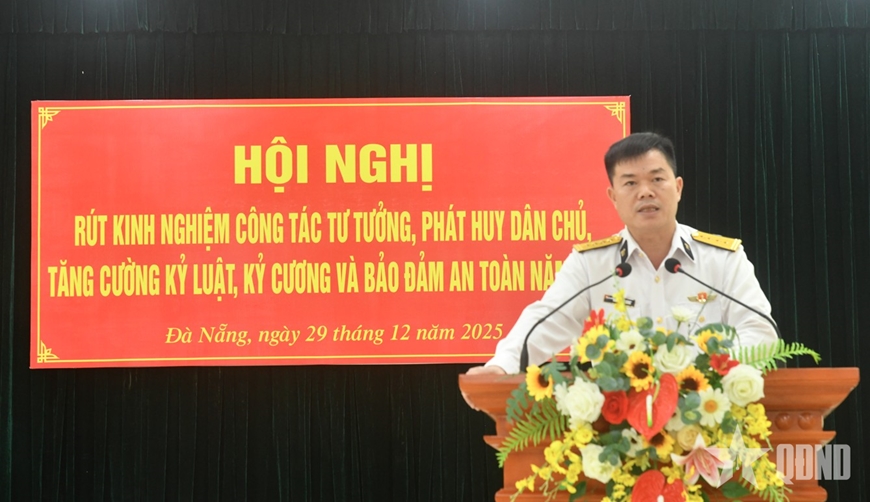 HỘI NGHỊ
RÚT KINH NGHIỆM CÔNG TÁC TƯ TƯỞNG, PHÁT HUY DÂN CHỦ,
TĂNG CƯỜNG KỶ LUẬT, KỶ CƯƠNG VÀ BẢO ĐẢM AN TOÀN NĂM
Đà Nẵng, ngày 29 tháng 12 năm 2025
QĐND